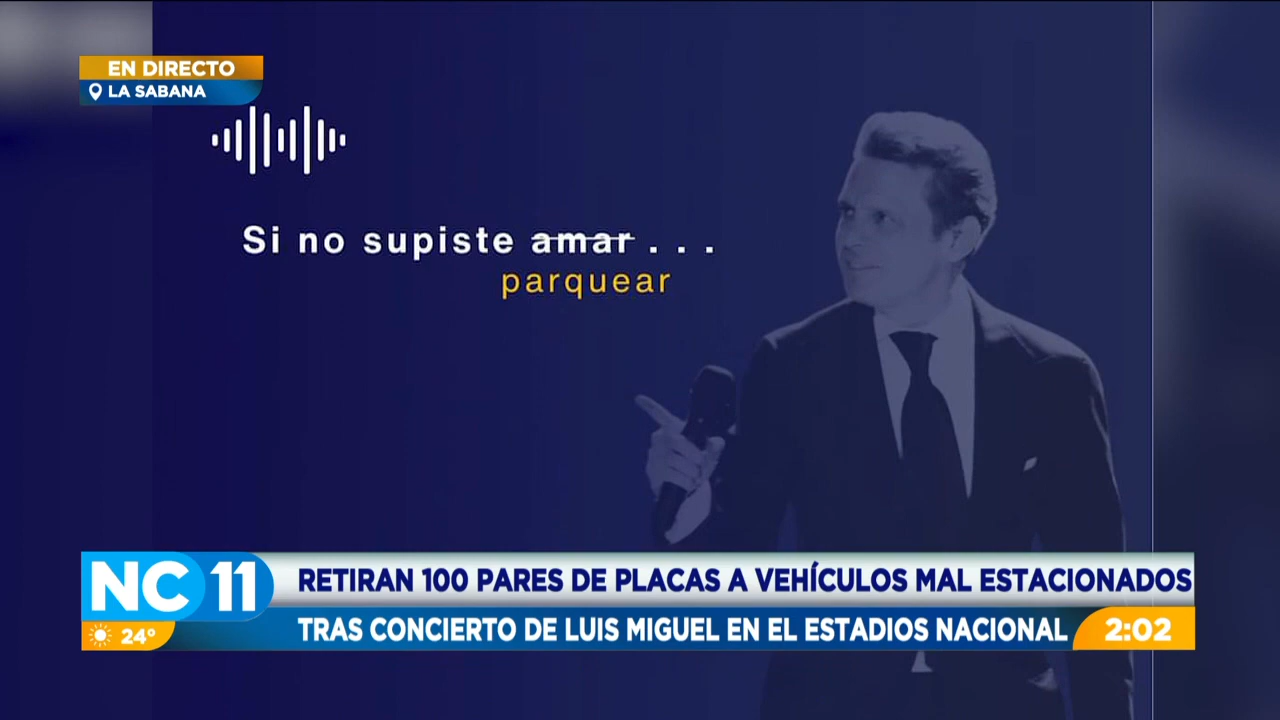 EN DIRECTO
LA SABANA
Si no supiste amar . . .
parquear
NC 11
RETIRAN 100 PARES DE PLACAS A VEHÍCULOS MAL ESTACIONADOS
24°
TRAS CONCIERTO DE LUIS MIGUEL EN EL ESTADIOS NACIONAL
2:02